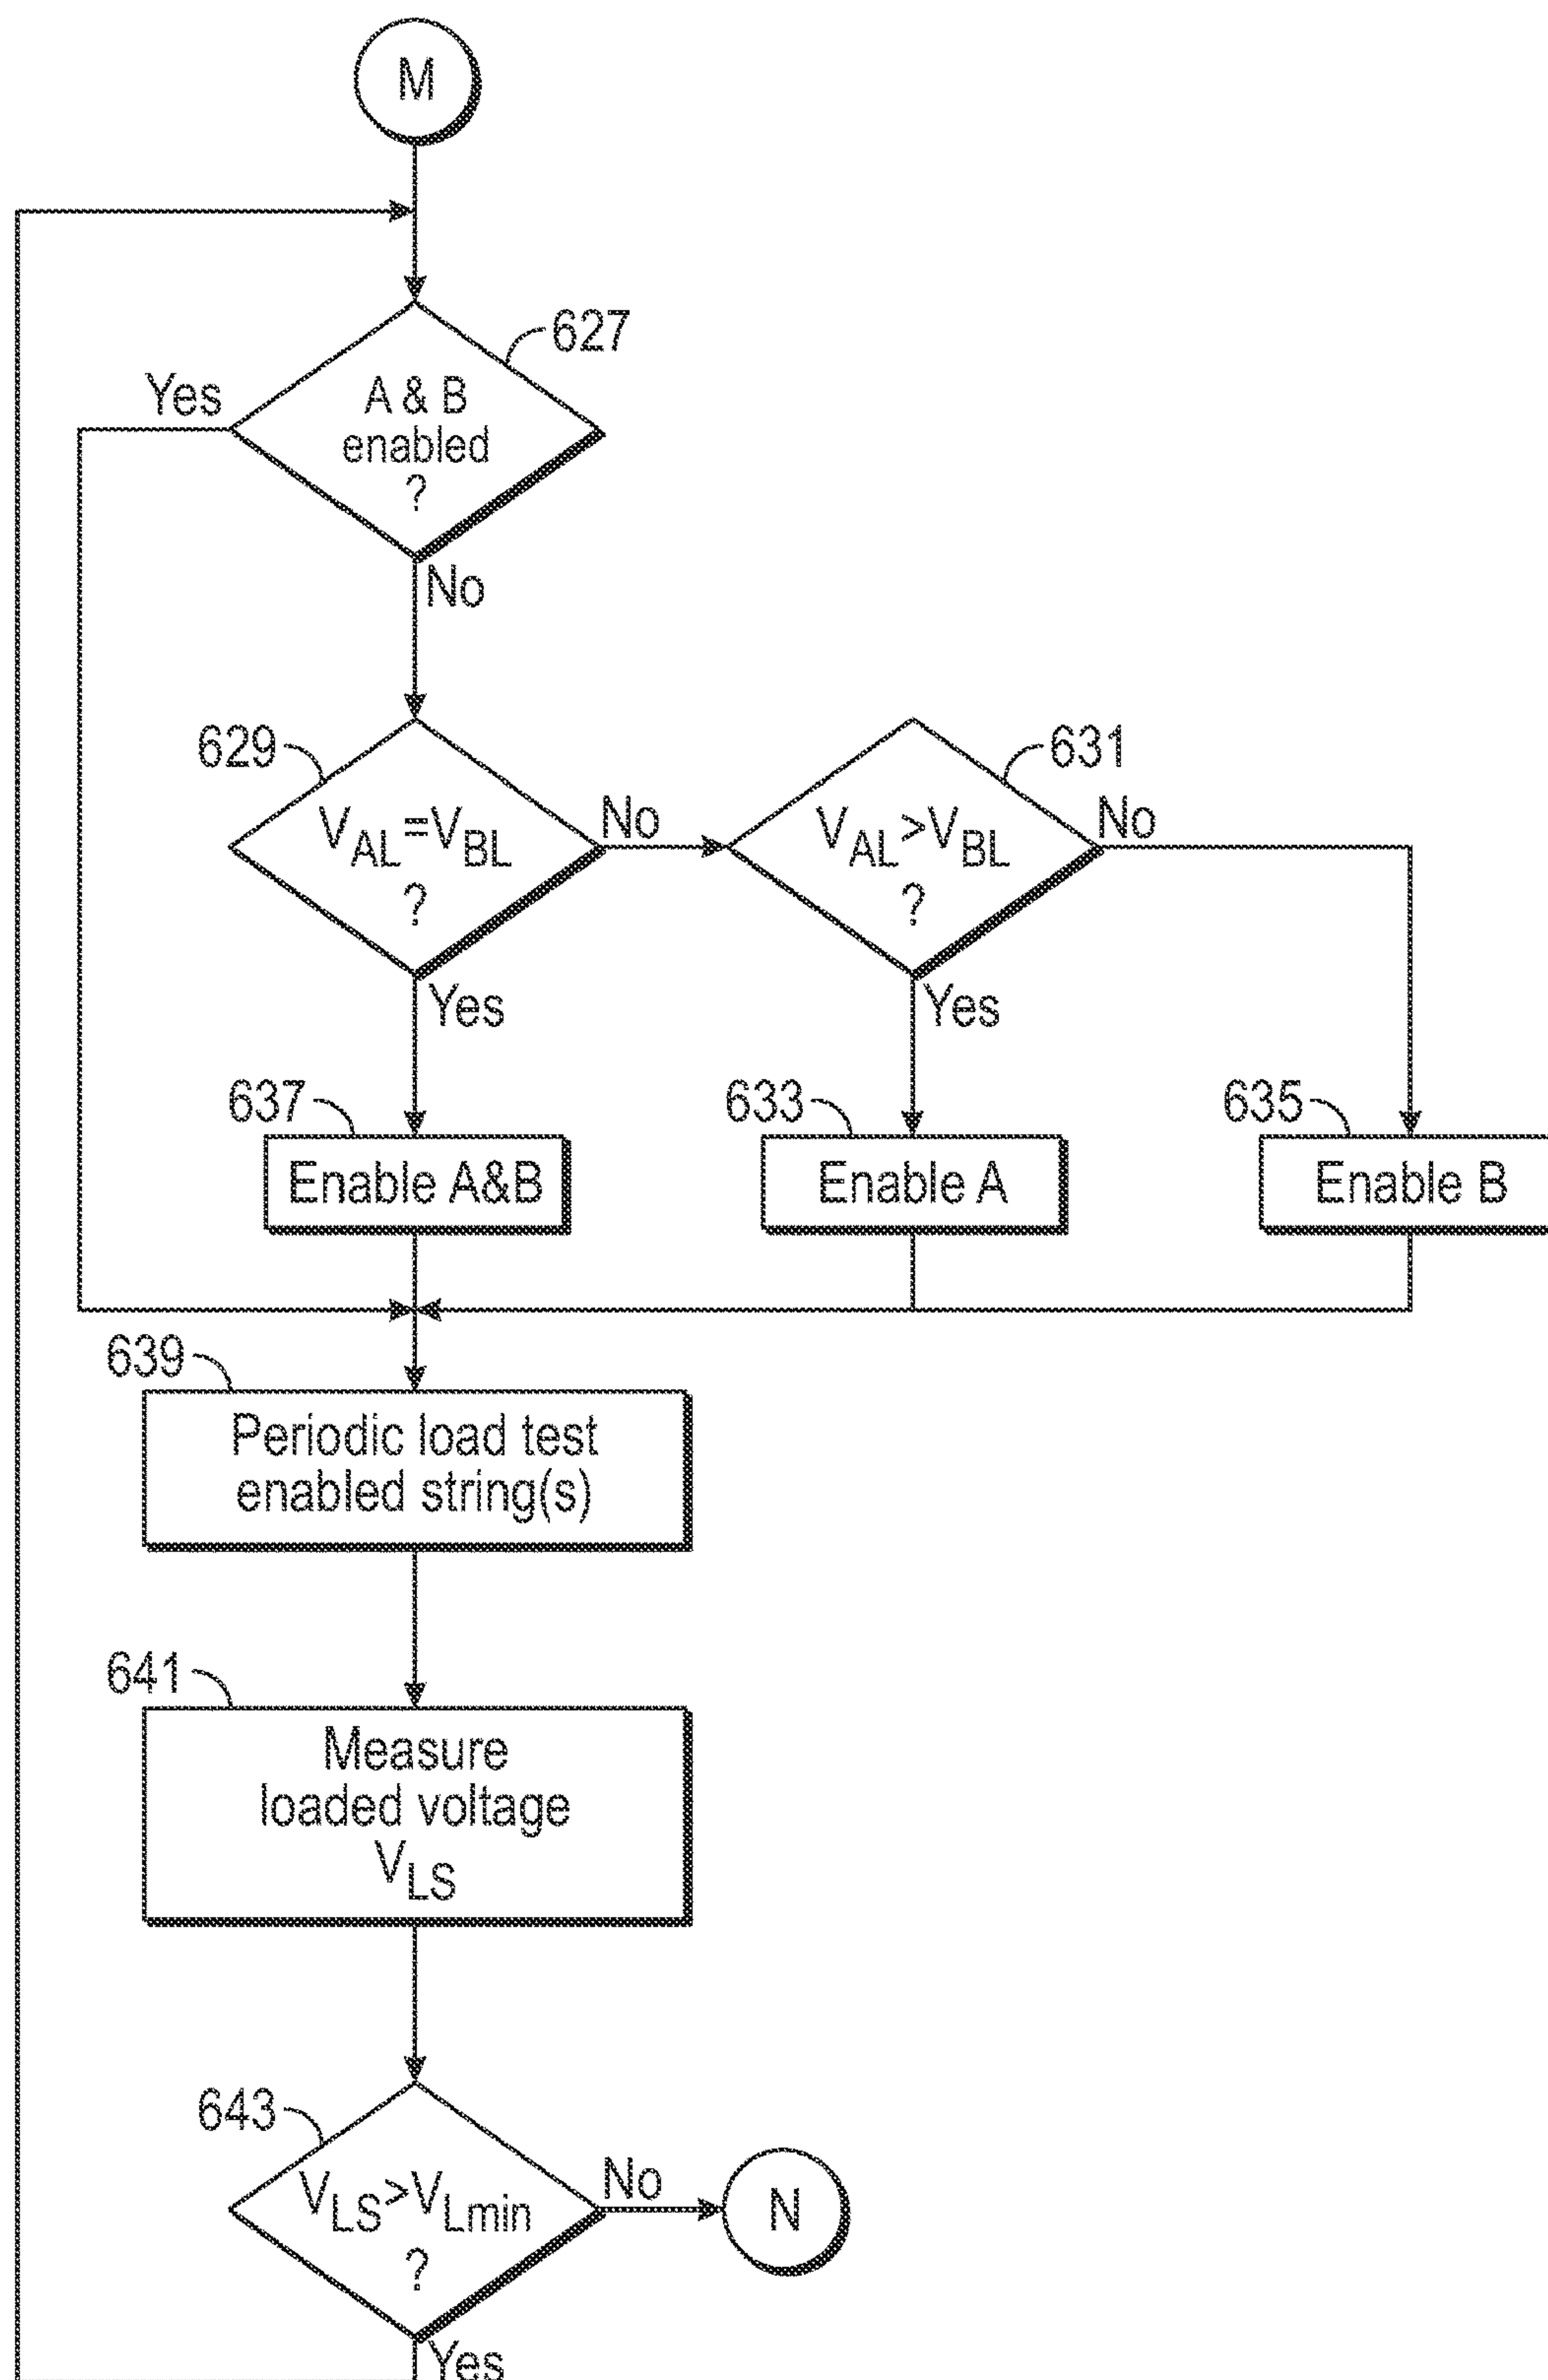 M
627
Yes
A & B
enabled
?
No
629
V_AL=V_BL
?
No
631
V_AL>V_BL
?
No
Yes
Yes
637
Enable A&B
633
Enable A
635
Enable B
639
Periodic load test
enabled string(s)
641
Measure
loaded voltage
V_LS
643
V_LS>V_Lmin
?
No
N
Yes